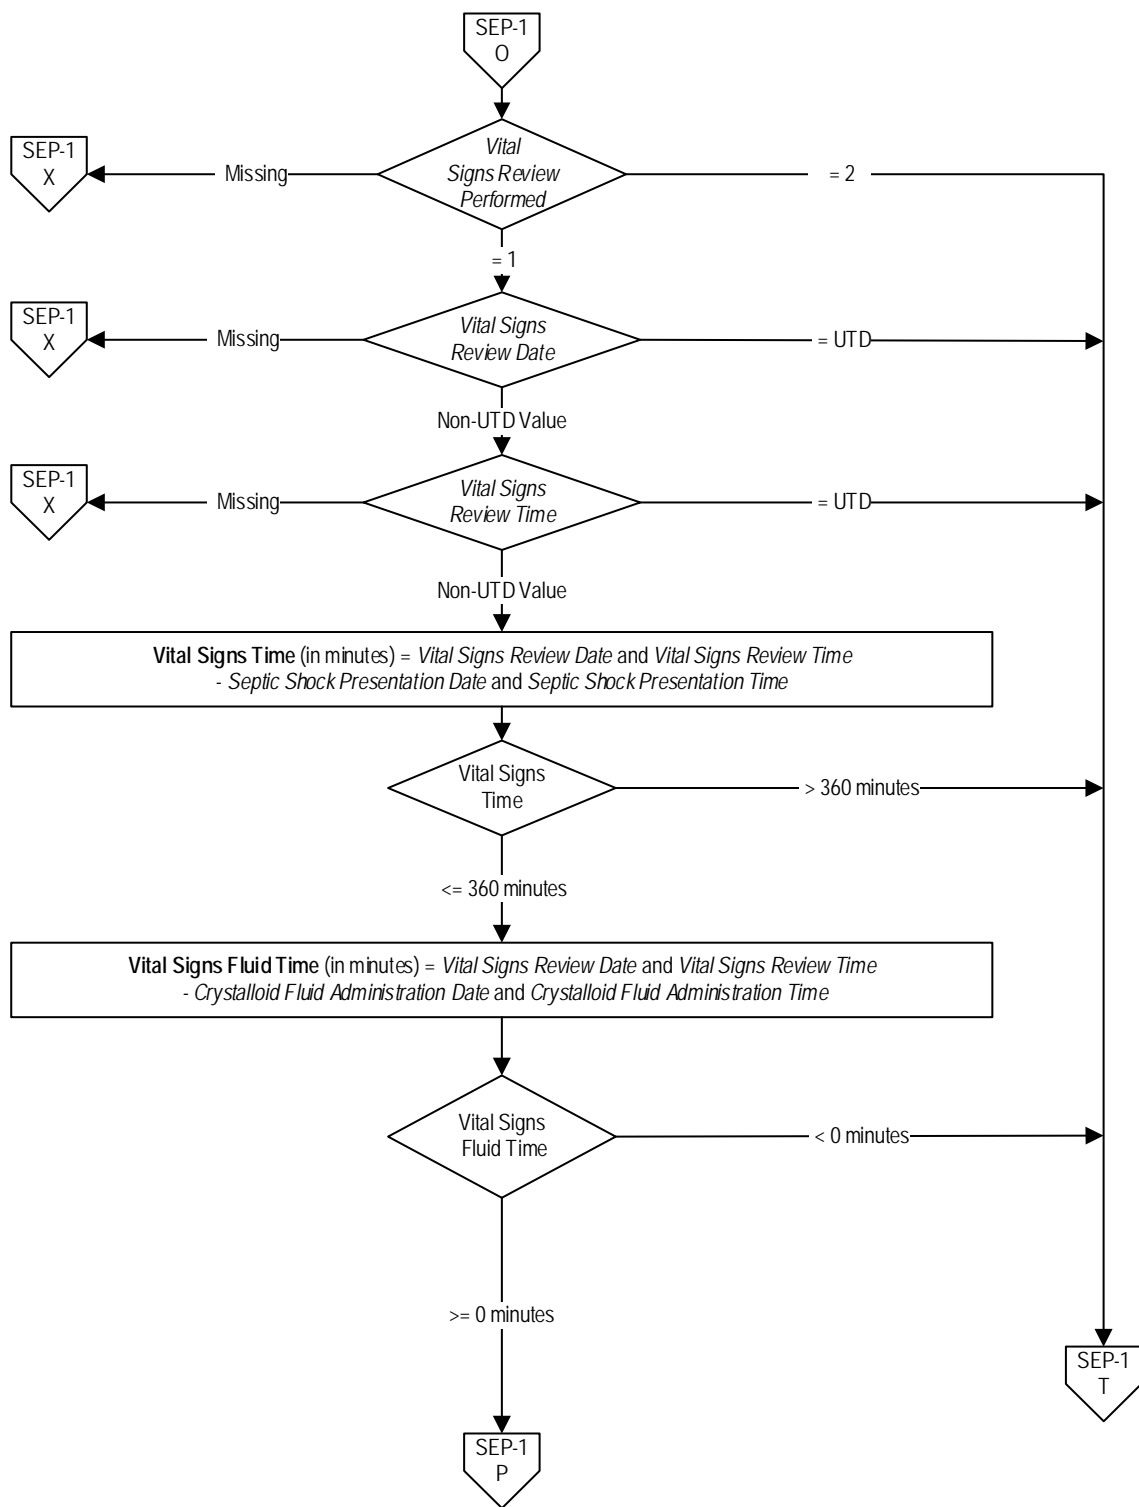 SEP-1
O
SEP-1
X
Missing
Vital
Signs Review
Performed
= 2
= 1
SEP-1
X
Missing
Vital Signs
Review Date
= UTD
Non-UTD Value
SEP-1
X
Missing
Vital Signs
Review Time
= UTD
Non-UTD Value
Vital Signs Time (in minutes) = Vital Signs Review Date and Vital Signs Review Time
- Septic Shock Presentation Date and Septic Shock Presentation Time
Vital Signs
Time
> 360 minutes
<= 360 minutes
Vital Signs Fluid Time (in minutes) = Vital Signs Review Date and Vital Signs Review Time
- Crystalloid Fluid Administration Date and Crystalloid Fluid Administration Time
Vital Signs
Fluid Time
< 0 minutes
>= 0 minutes
SEP-1
T
SEP-1
P